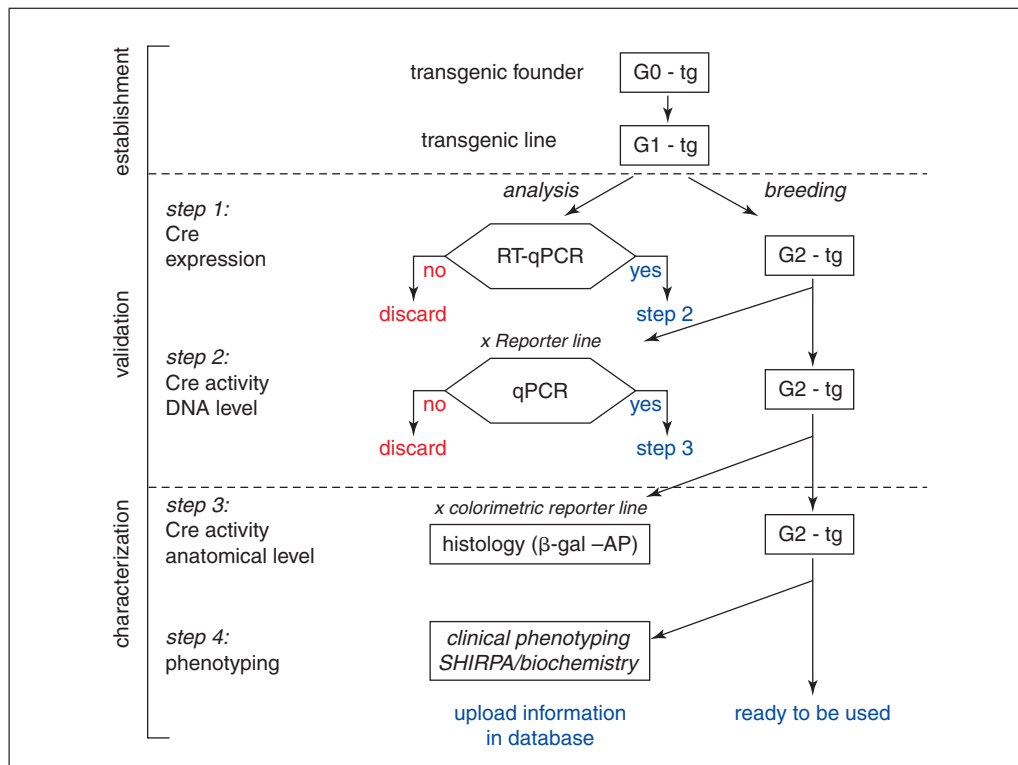 establishment
transgenic founder
G0 - tg
transgenic line
G1 - tg
analysis
breeding
validation
step 1:
Cre
expression
RT-qPCR
no
yes
discard
step 2
G2 - tg
x Reporter line
step 2:
Cre activity
DNA level
qPCR
no
yes
discard
step 3
G2 - tg
characterization
step 3:
Cre activity
anatomical level
x colorimetric reporter line
histology (β-gal –AP)
G2 - tg
step 4:
phenotyping
clinical phenotyping
SHIRPA/biochemistry
upload information
in database
ready to be used